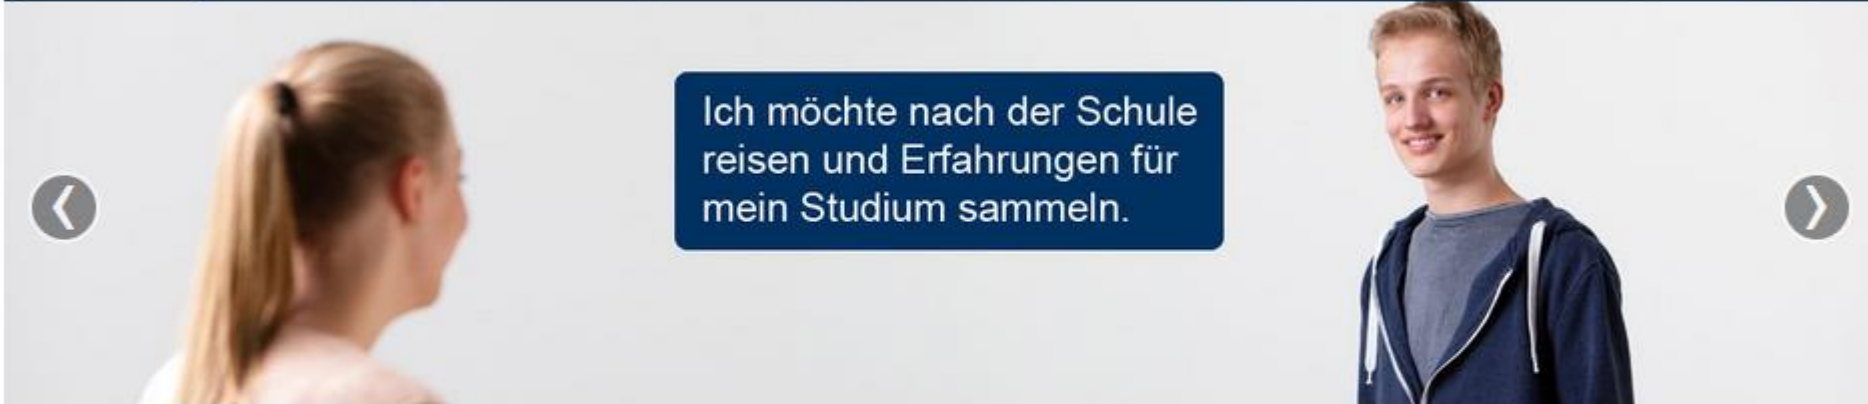 Ich möchte nach der Schule
reisen und Erfahrungen für
mein Studium sammeln.